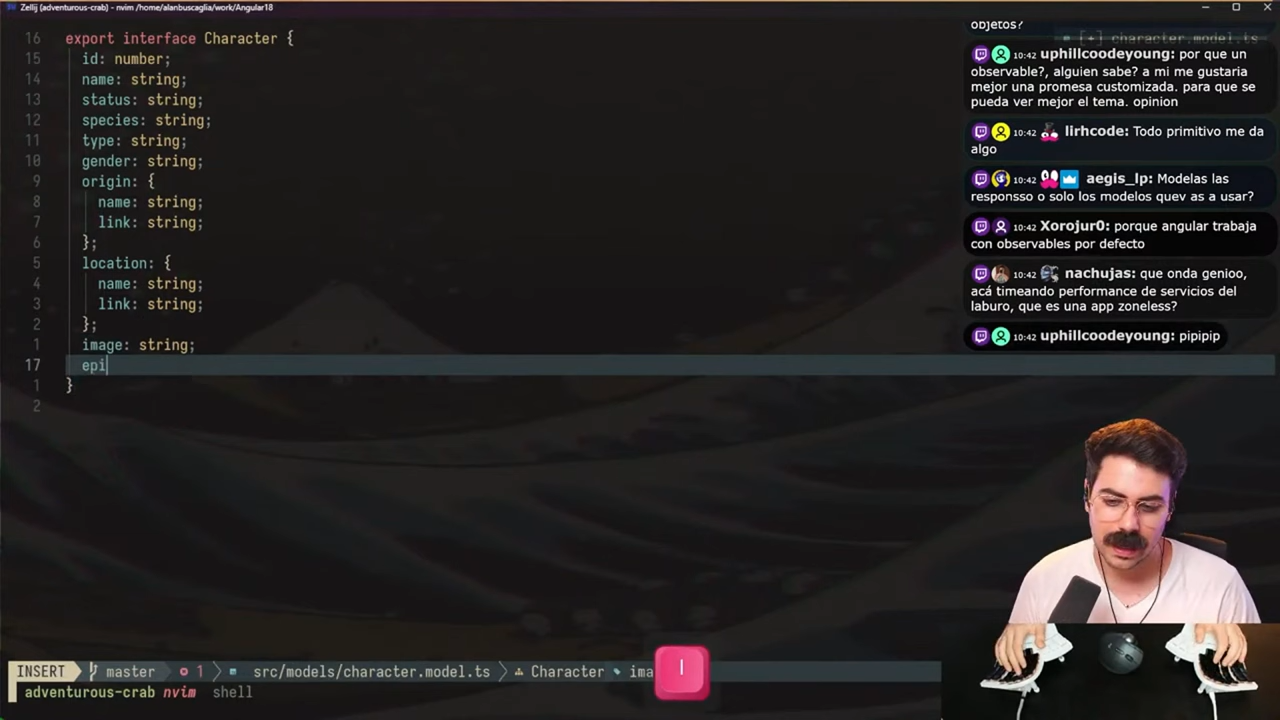 Zellij (adventurous-crab) - nvim /home/alanbuscaglia/work/Angular18
16 export interface Character {
15 id: number;
14 name: string;
13 status: string;
12 species: string;
11 type: string;
10 gender: string;
9 origin: {
8 name: string;
7 link: string;
6 };
5 location: {
4 name: string;
3 link: string;
2 };
1 image: string;
17 epi
1 }
2
INSERT master 1 src/models/character.model.ts Character ima
adventurous-crab nvim shell
I
[+] character.model.ts
objetos?
10:42 uphillcoodeyoung: por que un
observable?, alguien sabe? a mi me gustaria
mejor una promesa customizada. para que se
pueda ver mejor el tema. opinion
10:42 lirhcode: Todo primitivo me da
algo
10:42 aegis_lp: Modelas las
responsso o solo los modelos quev as a usar?
10:42 Xorojur0: porque angular trabaja
con observables por defecto
10:42 nachujas: que onda genioo,
acá timeando performance de servicios del
laburo, que es una app zoneless?
10:42 uphillcoodeyoung: pipipip